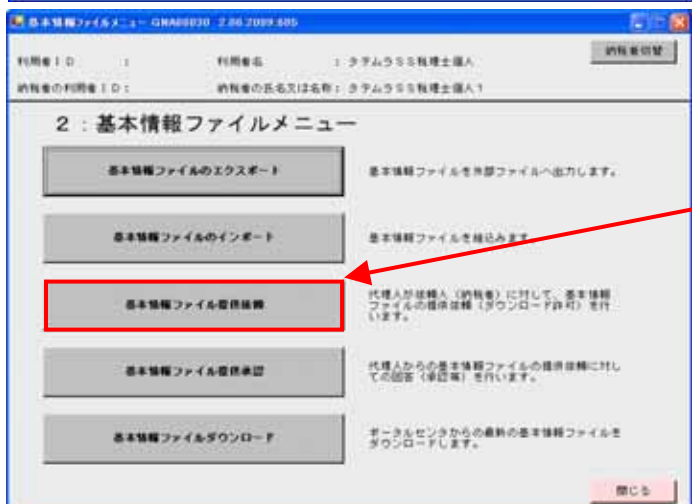 基本情報ファイルメニュー GMA00030 2.06.2009.605
利用者ID : 利用者名 : タテムラSS税理士個人 納税者切替
納税者の利用者ID: 納税者の氏名又は名称: タテムラSS税理士個人1
2:基本情報ファイルメニュー
基本情報ファイルのエクスポート
基本情報ファイルを外部ファイルへ出力します。
基本情報ファイルのインポート
基本情報ファイルを組込みます。
基本情報ファイル提供依頼
代理人が依頼人(納税者)に対して、基本情報
ファイルの提供依頼(ダウンロード許可)を行
います。
基本情報ファイル提供承認
代理人からの基本情報ファイルの提供依頼に対し
ての回答(承認等)を行います。
基本情報ファイルダウンロード
ポータルセンタからの最新の基本情報ファイルを
ダウンロードします。
閉じる